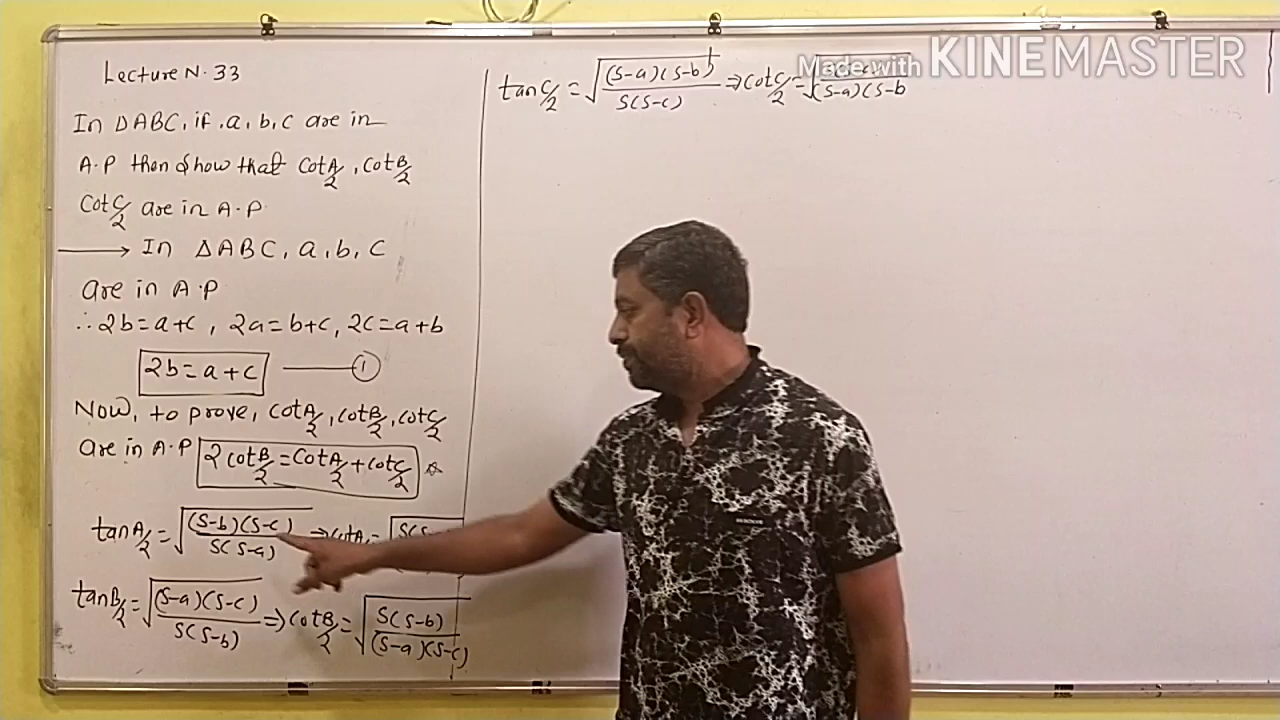 Lecture N. 33
In ΔABC, if, a, b, c are in
A.P then show that cot A/2, cot B/2
cot C/2 are in A.P
⟶ In ΔABC, a, b, c
are in A.P
∴ 2b = a+c, 2a = b+c, 2c = a+b
2b = a+c —— ①
Now, to prove, cot A/2, cot B/2, cot C/2
are in A.P 2 cot B/2 = cot A/2 + cot C/2 ☆
tan A/2 = √((s-b)(s-c)/s(s-a)) ⇒ cot A =
tan B/2 = √((s-a)(s-c)/s(s-b)) ⇒ cot B/2 = √(s(s-b)/(s-a)(s-c))
tan C/2 = √((s-a)(s-b)/s(s-c)) ⇒ cot C/2 = √( /(s-a)(s-b)
Made with KINEMASTER